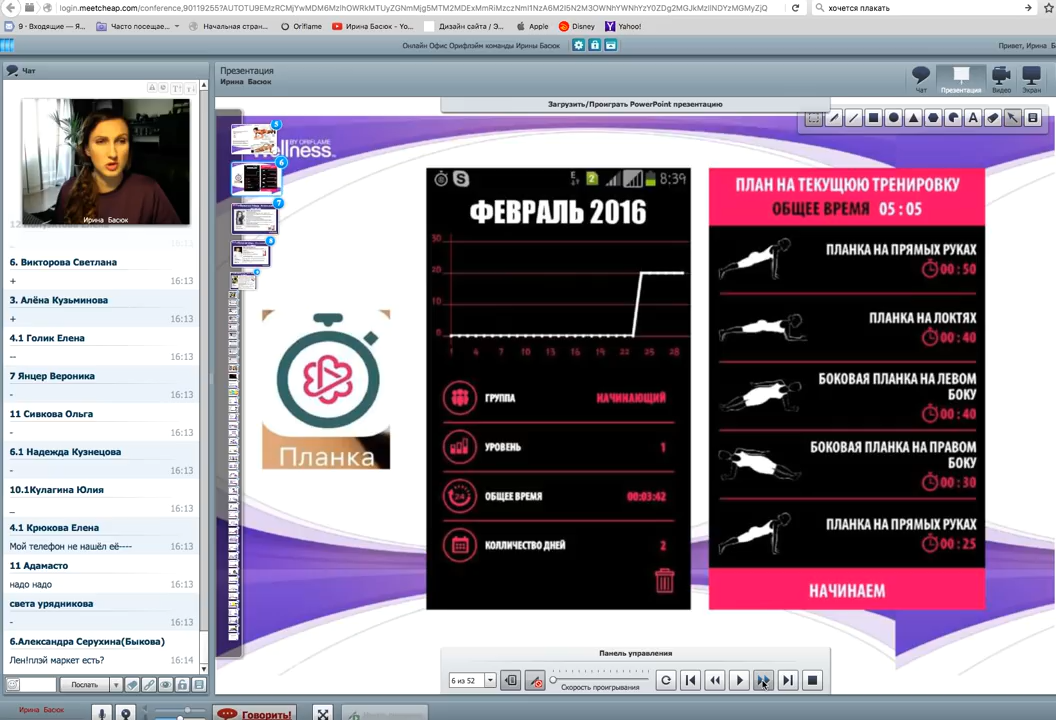 login.meetcheap.com/conference,90119255?AUTOTU9EMzRCMjYwMDM6MzlhOWRkMTUyZGNmMjg5MTM2MDExMmRiMzczNmI1NzA6M2I5N2M3OWNhYWNhYzY0ZDg2MGJkMzllNDYzMGMyZjQ
хочется плакать
9 - Входящие — Я...
Часто посещае...
Начальная стран...
Oriflame
Ирина Басюк - Yo...
Дизайн сайта / Э...
Apple
Disney
Yahoo!
Онлайн Офис Орифлэйм команды Ирины Басюк
Привет, Ирина Б
Чат
Презентация
Ирина Басюк
Чат
Презентация
Видео
Экран
Загрузить/Проиграть PowerPoint презентацию
Ирина Басюк
6. Викторова Светлана
+ 16:13
3. Алёна Кузьминова
+ 16:13
4.1 Голик Елена
-- 16:13
7 Янцер Вероника
- 16:13
11 Сивкова Ольга
- 16:13
6.1 Надежда Кузнецова
- 16:13
10.1Кулагина Юлия
_ 16:13
4.1 Крюкова Елена
Мой телефон не нашёл её---- 16:13
11 Адамасто
надо надо 16:13
света урядникова
- 16:13
6.Александра Серухина(Быкова)
Лен!плэй маркет есть? 16:14
Послать
Ирина Басюк
Говорить!
5
6
7
8
BY ORIFLAME
Wellness™
Планка
E 2 8:39
ФЕВРАЛЬ 2016
30
20
10
0
1 4 7 10 13 16 19 22 25 28
ГРУППА НАЧИНАЮЩИЙ
УРОВЕНЬ 1
24
ОБЩЕЕ ВРЕМЯ 00:03:42
КОЛЛИЧЕСТВО ДНЕЙ 2
ПЛАН НА ТЕКУЩЮЮ ТРЕНИРОВКУ
ОБЩЕЕ ВРЕМЯ 05:05
ПЛАНКА НА ПРЯМЫХ РУКАХ
00:50
ПЛАНКА НА ЛОКТЯХ
00:40
БОКОВАЯ ПЛАНКА НА ЛЕВОМ
БОКУ
00:40
БОКОВАЯ ПЛАНКА НА ПРАВОМ
БОКУ
00:30
ПЛАНКА НА ПРЯМЫХ РУКАХ
00:25
НАЧИНАЕМ
Панель управления
6 из 52
Скорость проигрывания